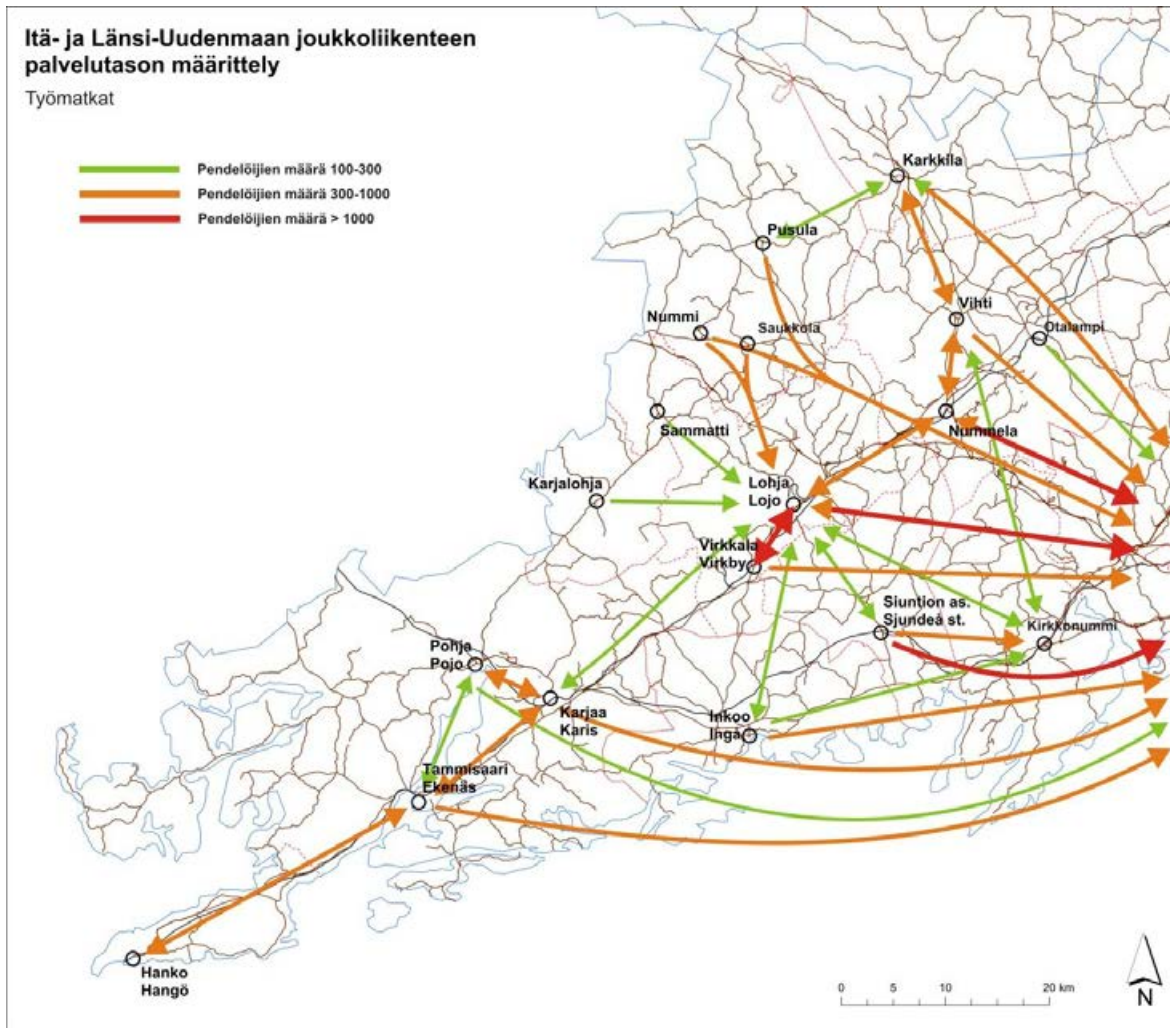 Itä- ja Länsi-Uudenmaan joukkoliikenteen
palvelutason määrittely
Työmatkat
Pendelöijien määrä 100-300
Pendelöijien määrä 300-1000
Pendelöijien määrä > 1000
Karkkila
Pusula
Vihti
Nummi
Saukkola
Otalampi
Sammatti
Nummela
Karjalohja
Lohja
Lojo
Virkkala
Virkby
Siuntion as.
Sjundeå st.
Kirkkonummi
Pohja
Pojo
Karjaa
Karis
Inkoo
Ingå
Tammisaari
Ekenäs
Hanko
Hangö
0 5 10 20 km
N